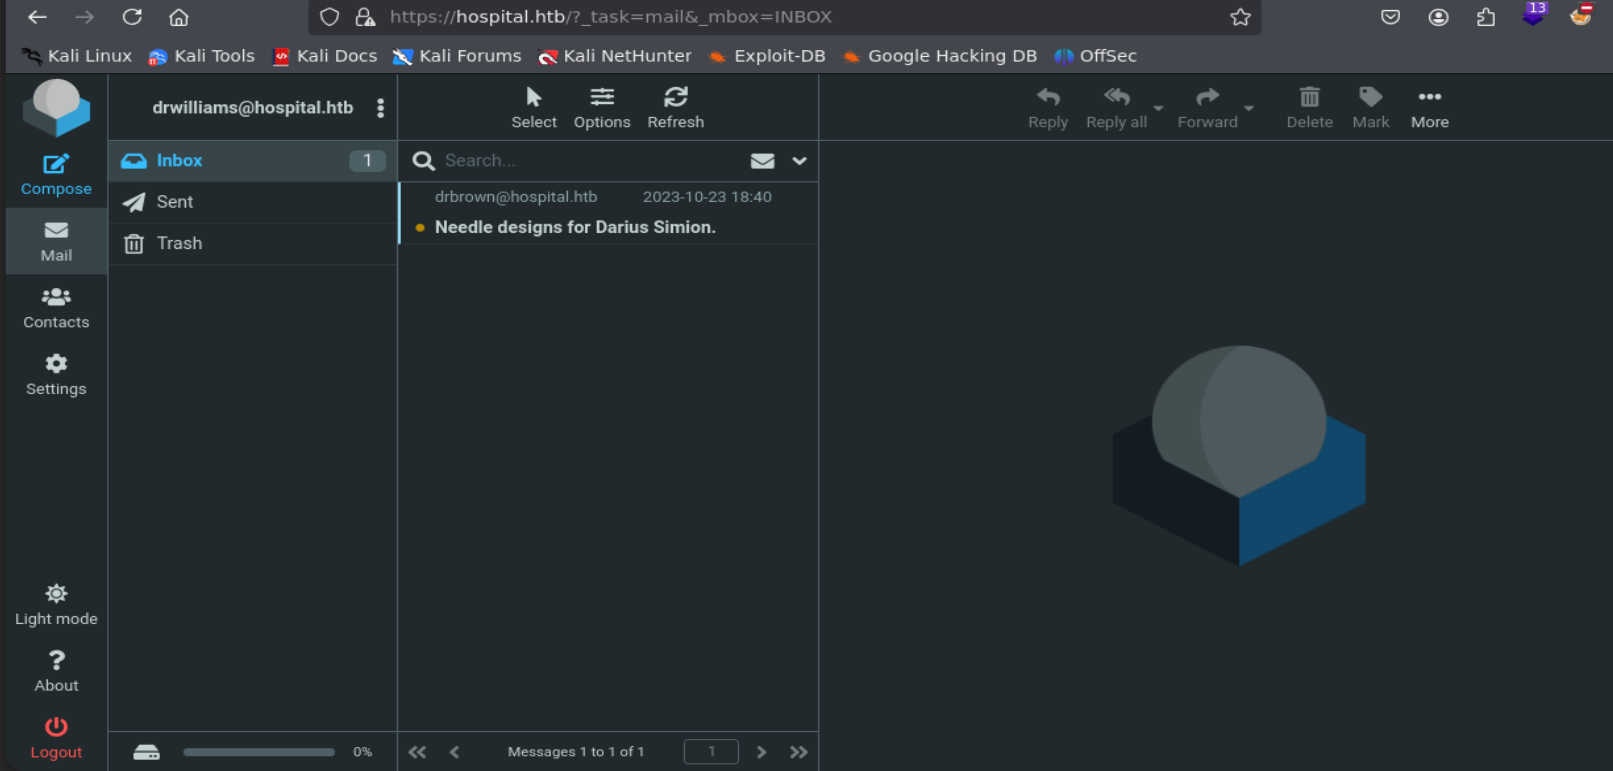 https://hospital.htb/?_task=mail&_mbox=INBOX
13
Kali Linux Kali Tools Kali Docs Kali Forums Kali NetHunter Exploit-DB Google Hacking DB OffSec
drwilliams@hospital.htb
Select Options Refresh
Reply Reply all Forward Delete Mark More
Compose
Mail
Contacts
Settings
Light mode
About
Logout
Inbox 1
Sent
Trash
0%
Search...
drbrown@hospital.htb 2023-10-23 18:40
Needle designs for Darius Simion.
Messages 1 to 1 of 1 1